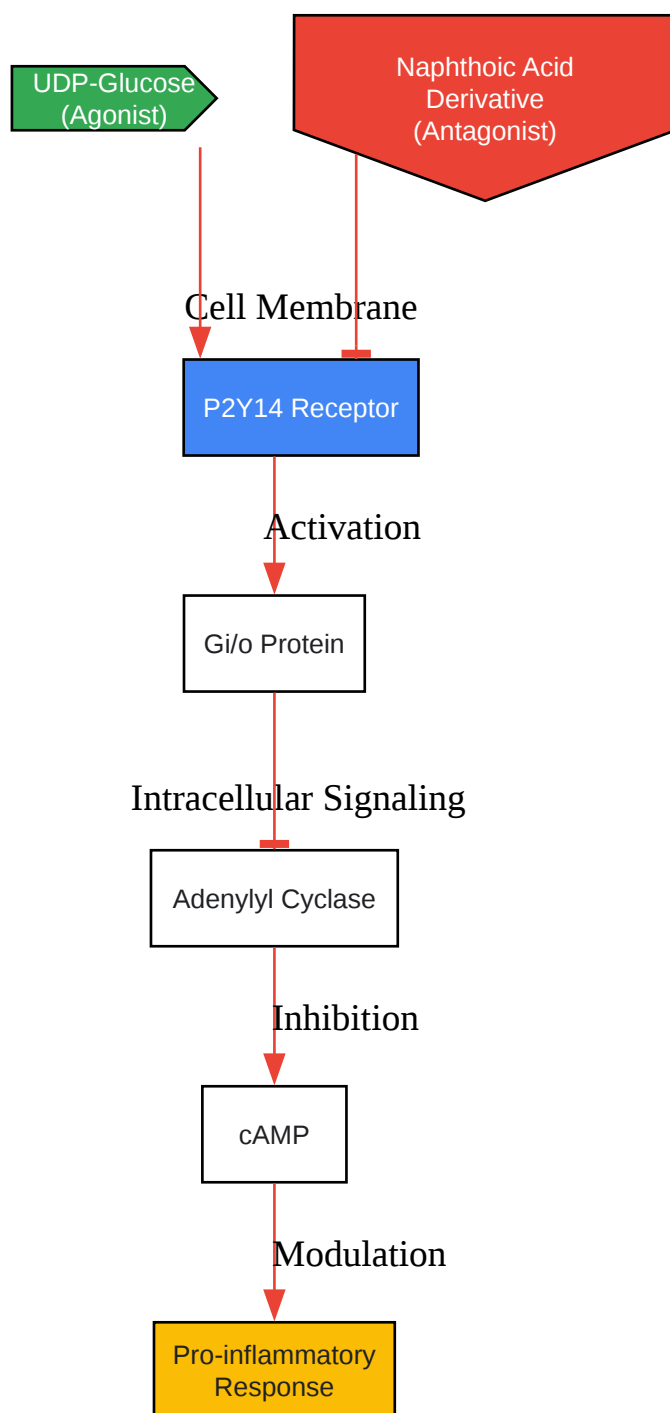 UDP-Glucose
(Agonist)
Naphthoic Acid
Derivative
(Antagonist)
Cell Membrane
P2Y14 Receptor
Activation
Gi/o Protein
Intracellular Signaling
Adenylyl Cyclase
Inhibition
cAMP
Modulation
Pro-inflammatory
Response